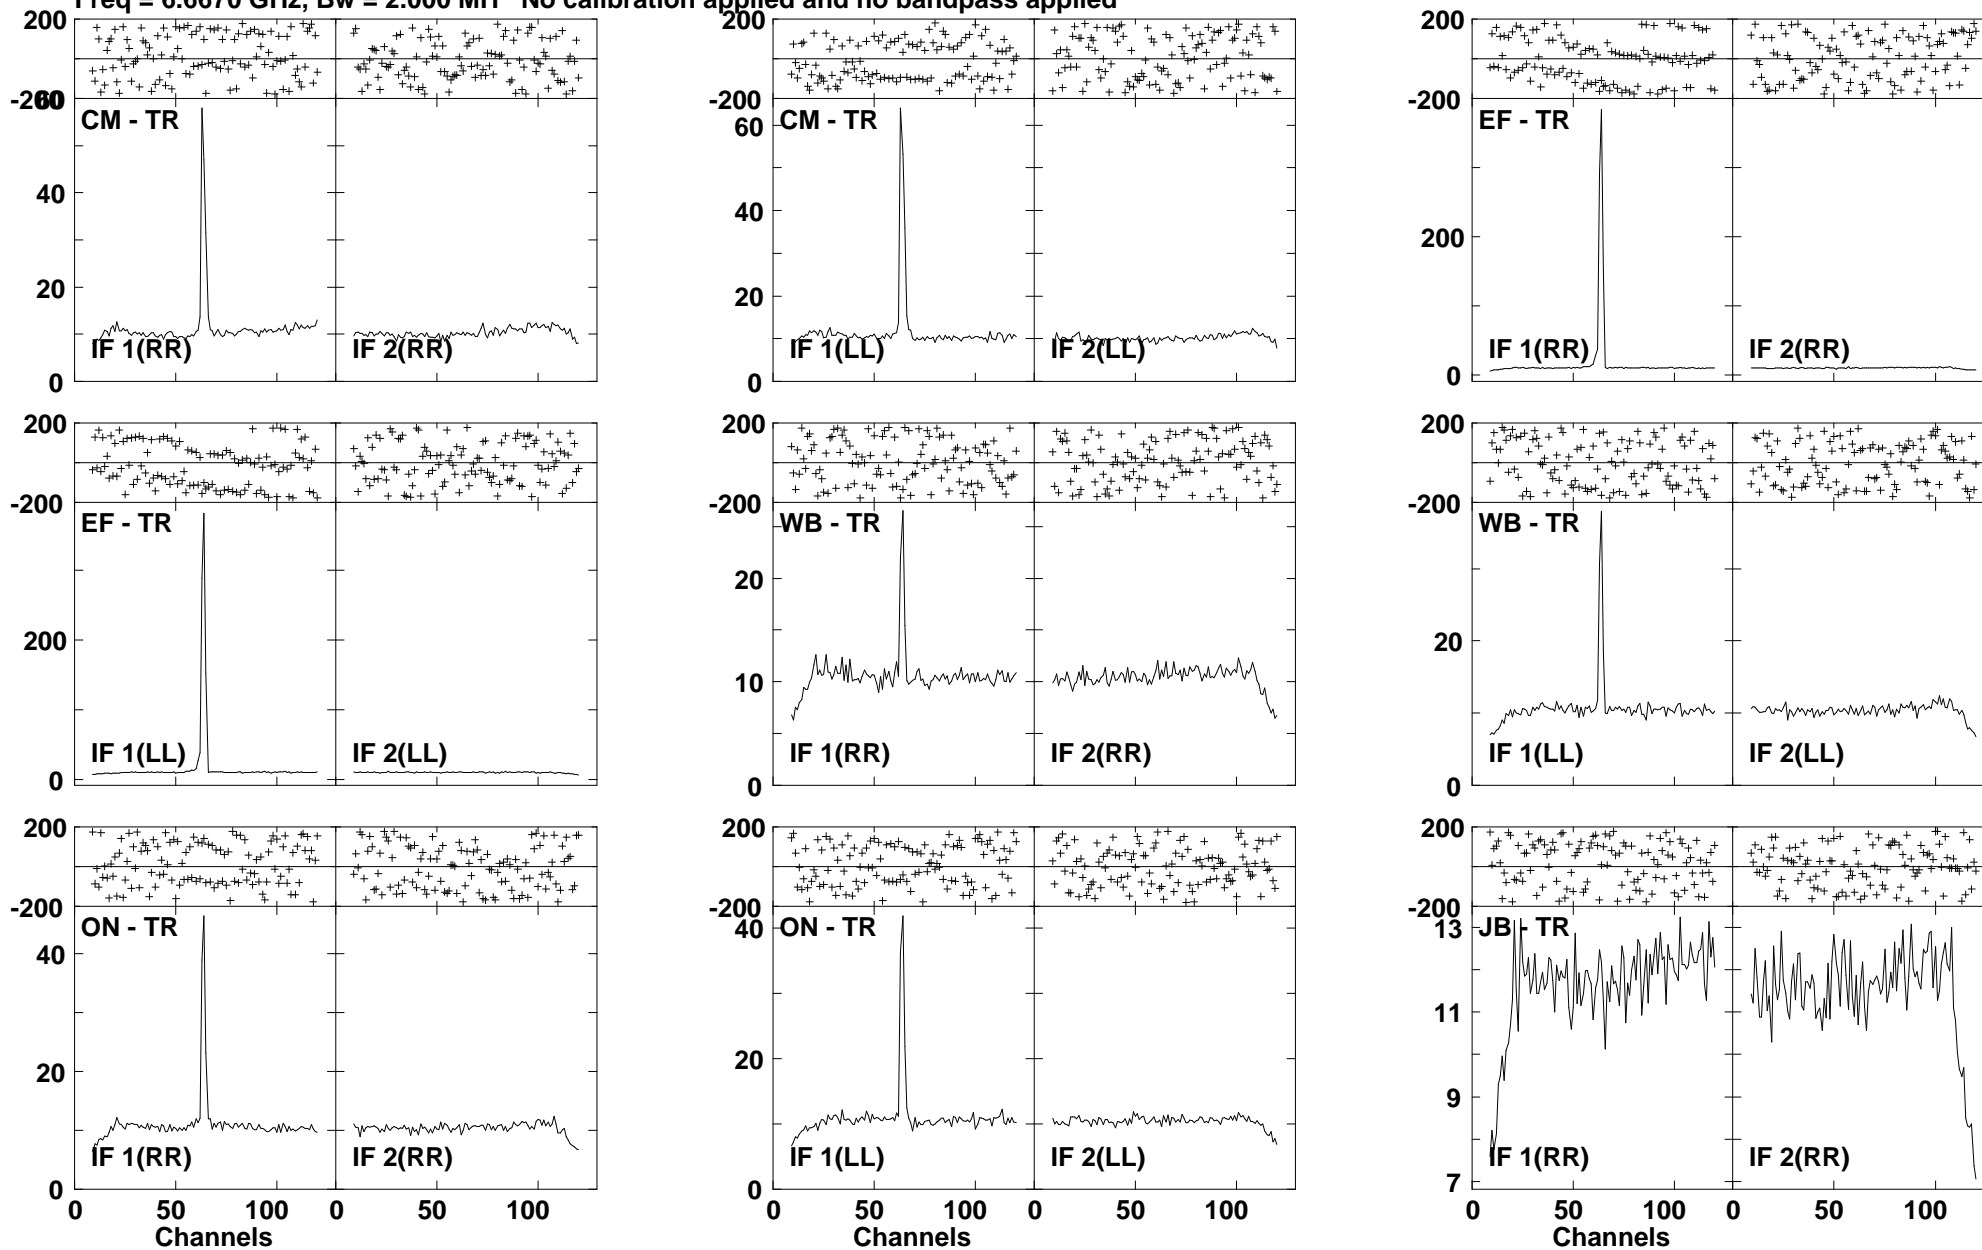 Freq = 6.6670 GHz, Bw = 2.000 MH No calibration applied and no bandpass applied
200 200 200
-200 60 -200 -200
CM - TR CM - TR EF - TR
60
40 40 200
20 20
IF 1(RR) IF 2(RR) IF 1(LL) IF 2(LL) IF 1(RR) IF 2(RR)
0 0 0
200 200 200
-200 -200 -200
EF - TR WB - TR WB - TR
200 20 20
10
IF 1(LL) IF 2(LL) IF 1(RR) IF 2(RR) IF 1(LL) IF 2(LL)
0 0 0
200 200 200
-200 -200 -200
ON - TR ON - TR JB - TR
40 40 13
11
20 20 9
IF 1(RR) IF 2(RR) IF 1(LL) IF 2(LL) IF 1(RR) IF 2(RR)
0 0 7
0 50 100 0 50 100 0 50 100 0 50 100 0 50 100 0 50 100
Channels Channels Channels